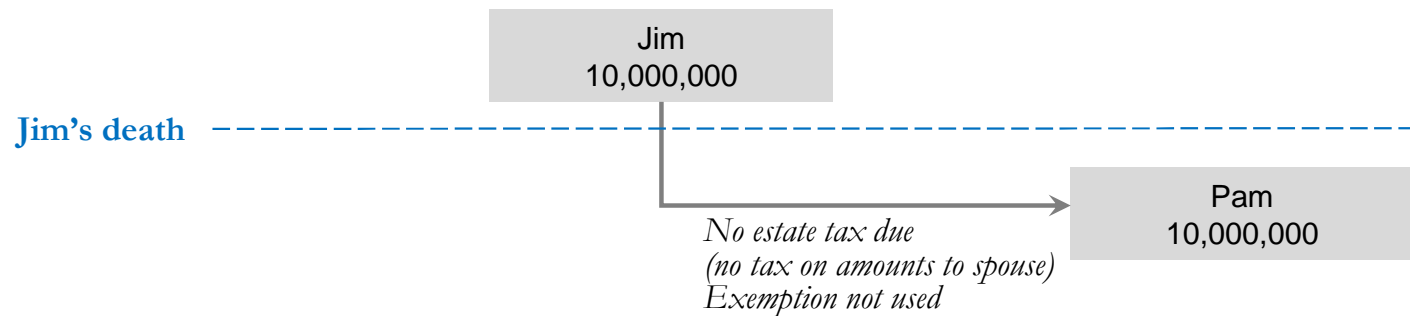 Jim
10,000,000
Jim’s death
Pam
10,000,000
No estate tax due
(no tax on amounts to spouse)
Exemption not used